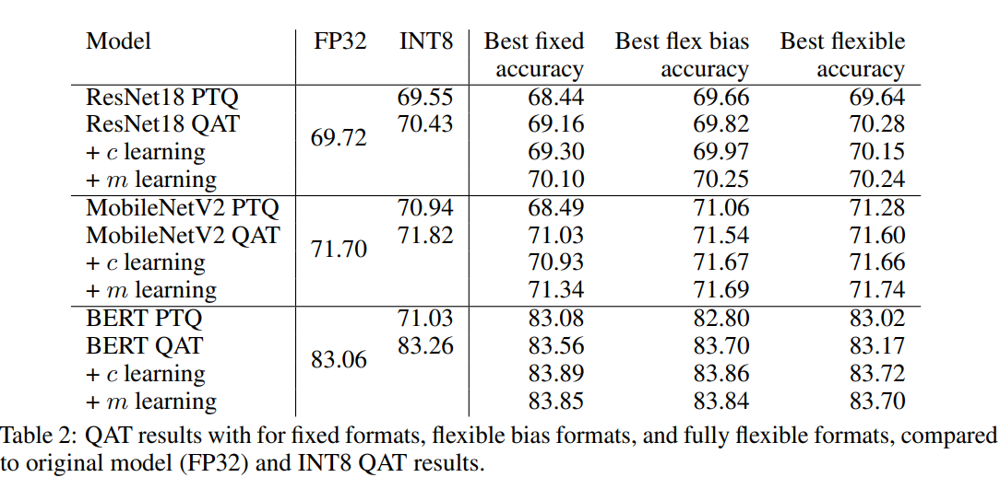 Model FP32 INT8 Best fixed Best flex bias Best flexible
accuracy accuracy accuracy
ResNet18 PTQ 69.55 68.44 69.66 69.64
ResNet18 QAT 70.43 69.16 69.82 70.28
69.72
+ c learning 69.30 69.97 70.15
+ m learning 70.10 70.25 70.24
MobileNetV2 PTQ 70.94 68.49 71.06 71.28
MobileNetV2 QAT 71.82 71.03 71.54 71.60
71.70
+ c learning 70.93 71.67 71.66
+ m learning 71.34 71.69 71.74
BERT PTQ 71.03 83.08 82.80 83.02
BERT QAT 83.26 83.56 83.70 83.17
83.06
+ c learning 83.89 83.86 83.72
+ m learning 83.85 83.84 83.70
Table 2: QAT results with for fixed formats, flexible bias formats, and fully flexible formats, compared
to original model (FP32) and INT8 QAT results.